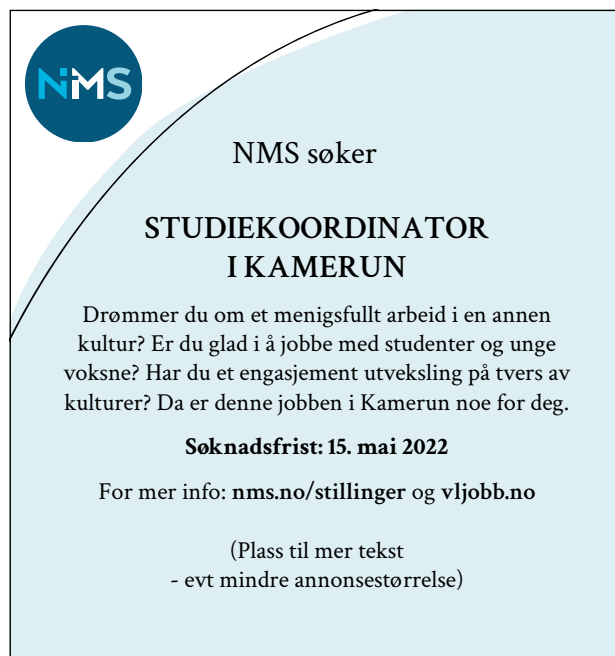 NMS
NMS søker
STUDIEKOORDINATOR
I KAMERUN
Drømmer du om et menigsfullt arbeid i en annen
kultur? Er du glad i å jobbe med studenter og unge
voksne? Har du et engasjement utveksling på tvers av
kulturer? Da er denne jobben i Kamerun noe for deg.
Søknadsfrist: 15. mai 2022
For mer info: nms.no/stillinger og vljobb.no
(Plass til mer tekst
- evt mindre annonsestørrelse)